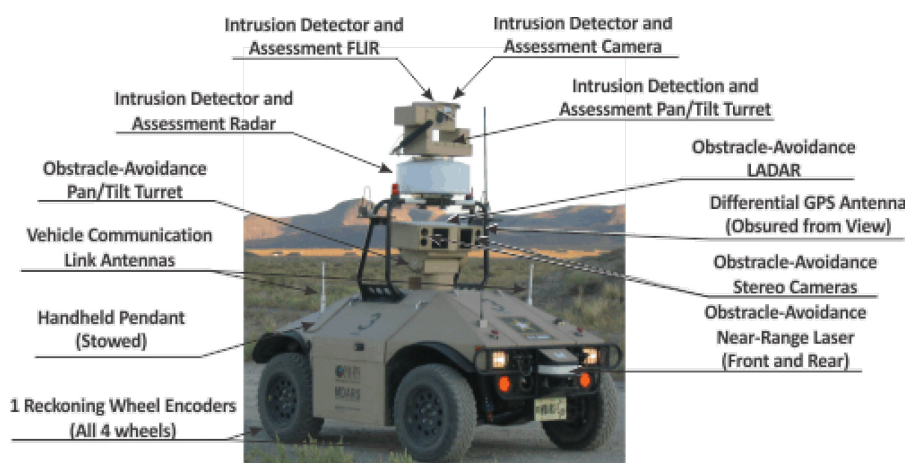 Intrusion Detector and
Assessment FLIR
Intrusion Detector and
Assessment Camera
Intrusion Detector and
Assessment Radar
Intrusion Detection and
Assessment Pan/Tilt Turret
Obstracle-Avoidance
Pan/Tilt Turret
Obstracle-Avoidance
LADAR
Vehicle Communication
Link Antennas
Differential GPS Antenna
(Obsured from View)
Obstracle-Avoidance
Stereo Cameras
Handheld Pendant
(Stowed)
Obstracle-Avoidance
Near-Range Laser
(Front and Rear)
1 Reckoning Wheel Encoders
(All 4 wheels)
3
MDARS